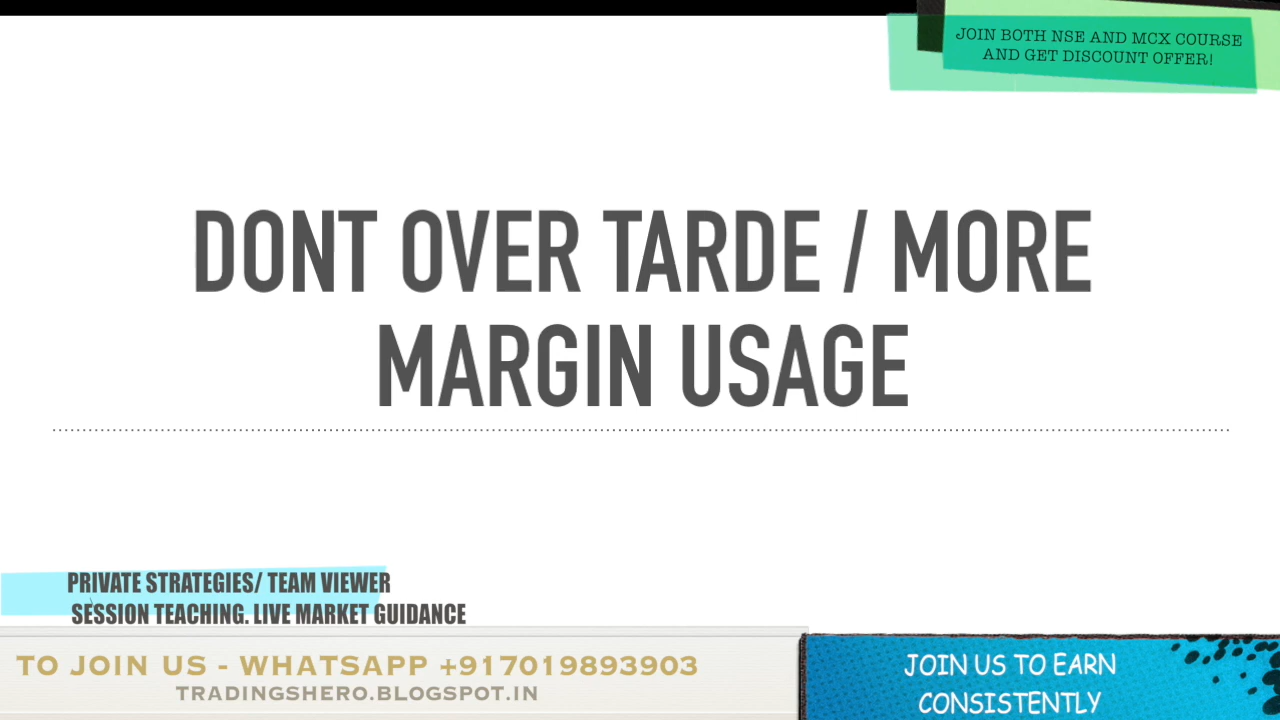 JOIN BOTH NSE AND MCX COURSE
AND GET DISCOUNT OFFER!
DONT OVER TARDE / MORE
MARGIN USAGE
PRIVATE STRATEGIES/ TEAM VIEWER
SESSION TEACHING. LIVE MARKET GUIDANCE
TO JOIN US - WHATSAPP +917019893903
TRADINGSHERO.BLOGSPOT.IN
JOIN US TO EARN
CONSISTENTLY